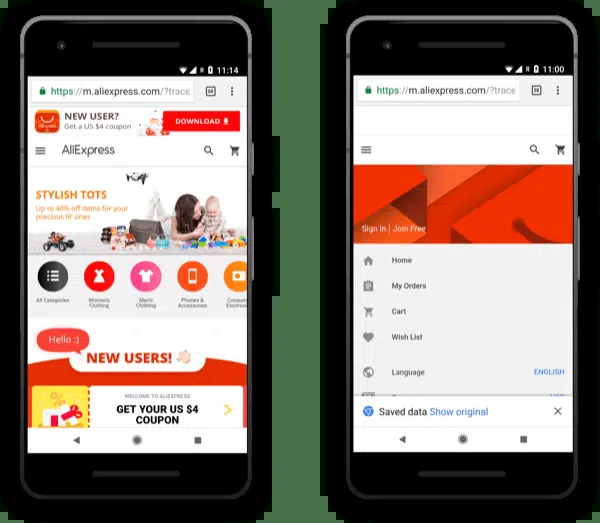 R 11:14
https://m.aliexpress.com/?trace
NEW USER?
Get a US $4 coupon
DOWNLOAD
AliExpress
STYLISH TOTS
Up to 40% off items for your
precious lil' ones
All Categories
Women's
Clothing
Men's
Clothing
Phones &
Accessories
Consume
Electroni
Hello :)
NEW USERS!
WELCOME TO ALIEXPRESS
GET YOUR US $4
COUPON
R 11:00
https://m.aliexpress.com/?trace
Sign In | Join Free
Home
My Orders
Cart
Wish List
Language ENGLISH
Saved data Show original